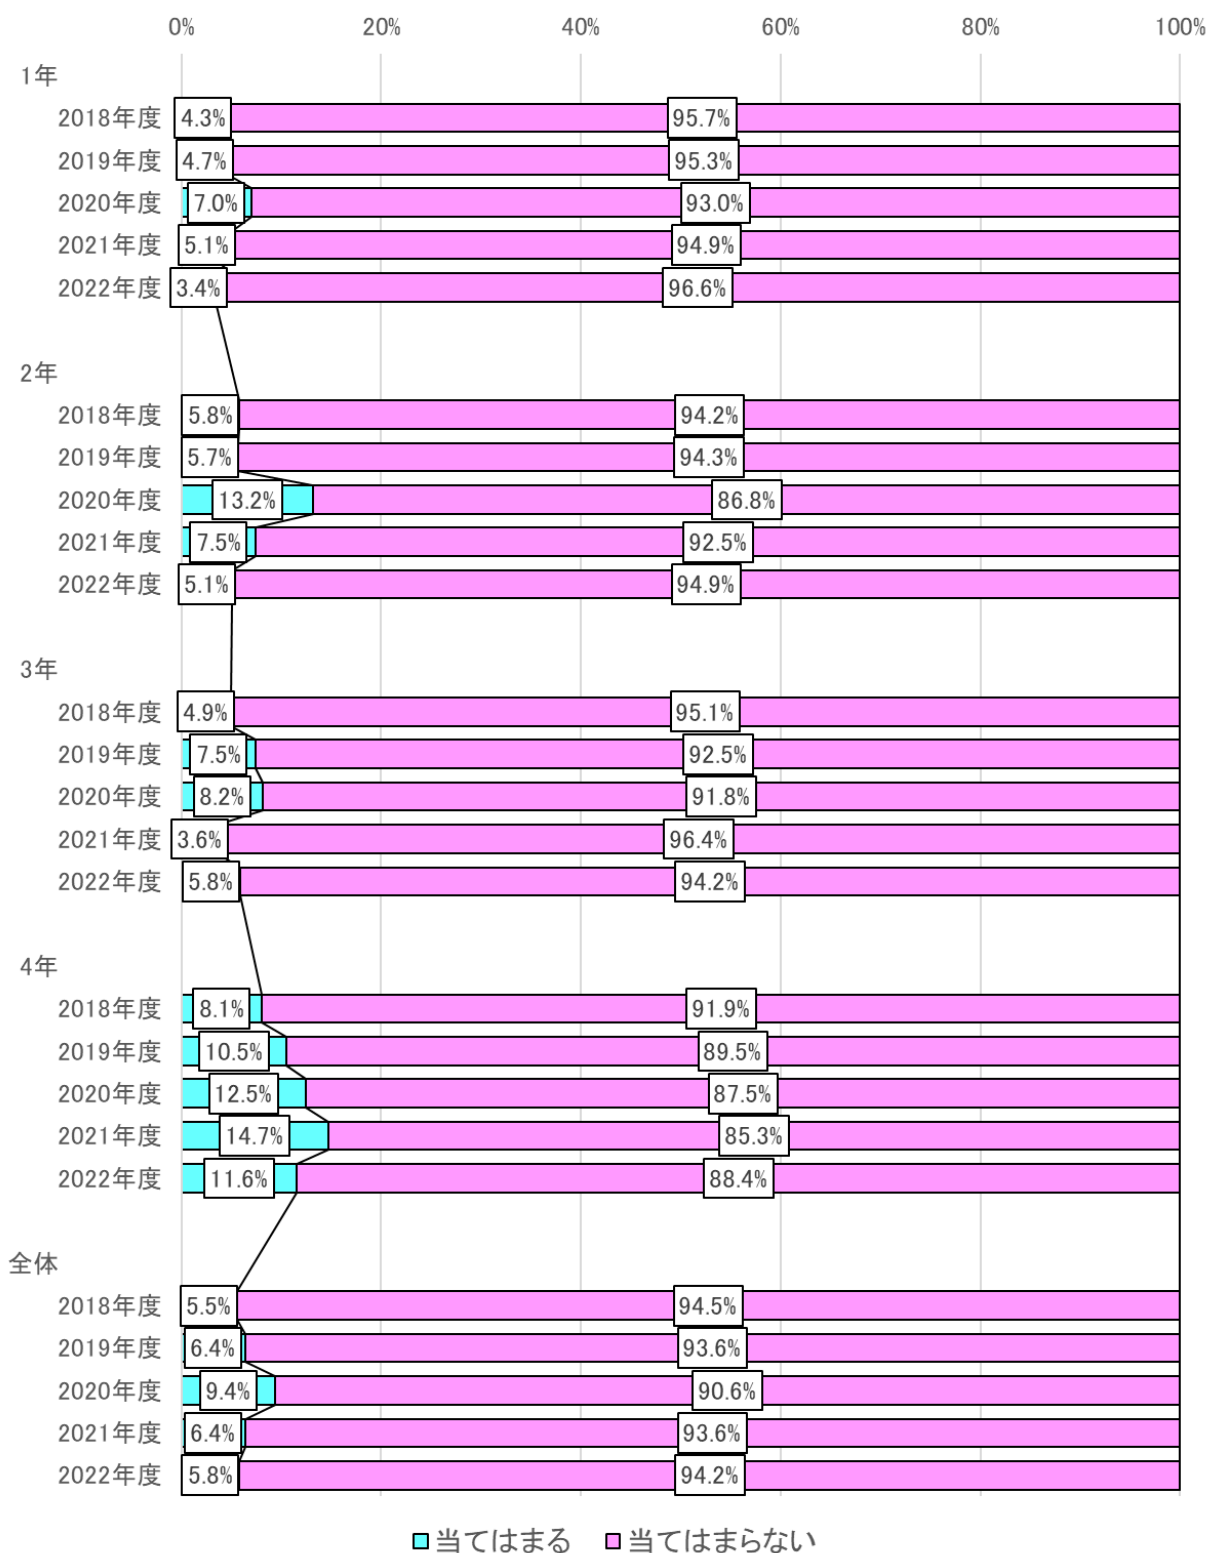 0% 20% 40% 60% 80% 100%
1年
2018年度 4.3% 95.7%
2019年度 4.7% 95.3%
2020年度 7.0% 93.0%
2021年度 5.1% 94.9%
2022年度 3.4% 96.6%
2年
2018年度 5.8% 94.2%
2019年度 5.7% 94.3%
2020年度 13.2% 86.8%
2021年度 7.5% 92.5%
2022年度 5.1% 94.9%
3年
2018年度 4.9% 95.1%
2019年度 7.5% 92.5%
2020年度 8.2% 91.8%
2021年度 3.6% 96.4%
2022年度 5.8% 94.2%
4年
2018年度 8.1% 91.9%
2019年度 10.5% 89.5%
2020年度 12.5% 87.5%
2021年度 14.7% 85.3%
2022年度 11.6% 88.4%
全体
2018年度 5.5% 94.5%
2019年度 6.4% 93.6%
2020年度 9.4% 90.6%
2021年度 6.4% 93.6%
2022年度 5.8% 94.2%
当てはまる 当てはまらない